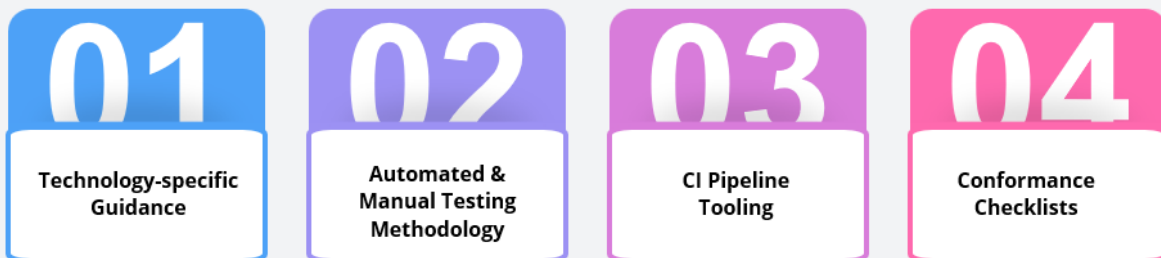 01
Technology-specific
Guidance
02
Automated &
Manual Testing
Methodology
03
CI Pipeline
Tooling
04
Conformance
Checklists